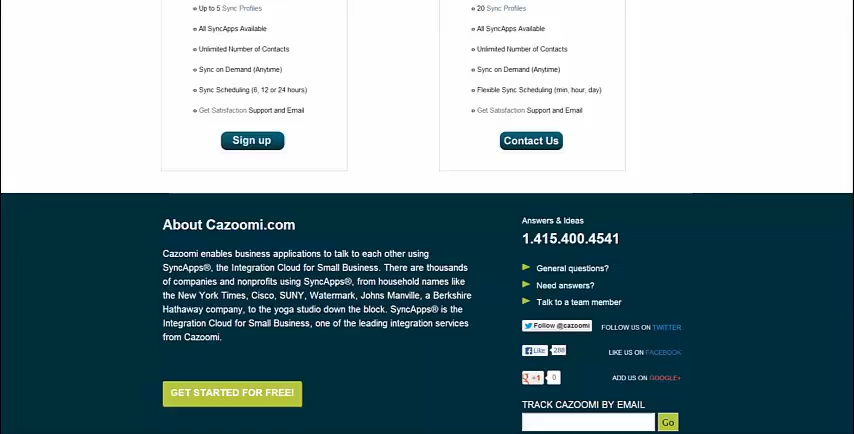 » Up to 5 Sync Profiles
» All SyncApps Available
» Unlimited Number of Contacts
» Sync on Demand (Anytime)
» Sync Scheduling (6, 12 or 24 hours)
» Get Satisfaction Support and Email
Sign up
» 20 Sync Profiles
» All SyncApps Available
» Unlimited Number of Contacts
» Sync on Demand (Anytime)
» Flexible Sync Scheduling (min, hour, day)
» Get Satisfaction Support and Email
Contact Us
About Cazoomi.com
Cazoomi enables business applications to talk to each other using
SyncApps®, the Integration Cloud for Small Business. There are thousands
of companies and nonprofits using SyncApps®, from household names like
the New York Times, Cisco, SUNY, Watermark, Johns Manville, a Berkshire
Hathaway company, to the yoga studio down the block. SyncApps® is the
Integration Cloud for Small Business, one of the leading integration services
from Cazoomi.
GET STARTED FOR FREE!
Answers & Ideas
1.415.400.4541
General questions?
Need answers?
Talk to a team member
Follow @cazoomi FOLLOW US ON TWITTER
Like 288 LIKE US ON FACEBOOK
+1 0 ADD US ON GOOGLE+
TRACK CAZOOMI BY EMAIL
Go